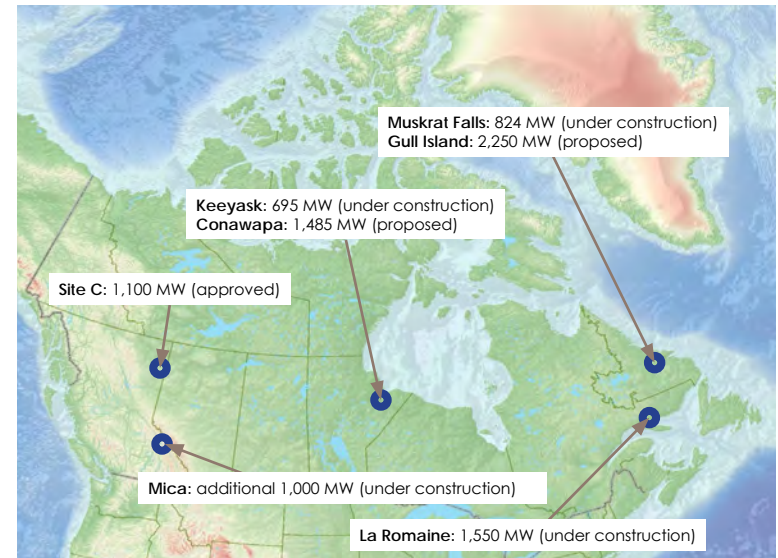 Muskrat Falls: 824 MW (under construction)
Gull Island: 2,250 MW (proposed)
Keeyask: 695 MW (under construction)
Conawapa: 1,485 MW (proposed)
Site C: 1,100 MW (approved)
Mica: additional 1,000 MW (under construction)
La Romaine: 1,550 MW (under construction)